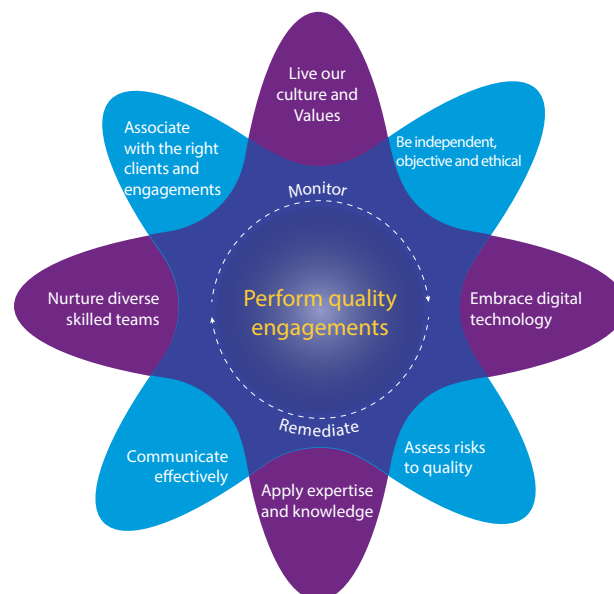 Live our
culture and
Values
Associate
with the right
clients and
engagements
Be independent,
objective and ethical
Monitor
Nurture diverse
skilled teams
Perform quality
engagements
Embrace digital
technology
Remediate
Communicate
effectively
Assess risks
to quality
Apply expertise
and knowledge